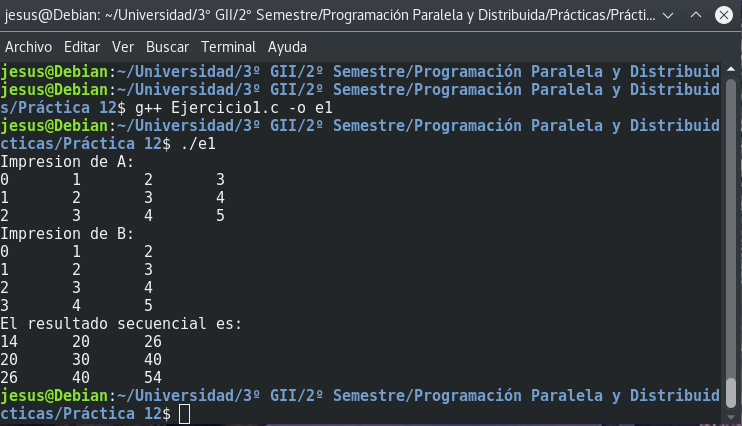 jesus@Debian: ~/Universidad/3º GII/2º Semestre/Programación Paralela y Distribuida/Prácticas/Prácti...
Archivo Editar Ver Buscar Terminal Ayuda
jesus@Debian:~/Universidad/3º GII/2º Semestre/Programación Paralela y Distribuid
jesus@Debian:~/Universidad/3º GII/2º Semestre/Programación Paralela y Distribuid
s/Práctica 12$ g++ Ejercicio1.c -o e1
jesus@Debian:~/Universidad/3º GII/2º Semestre/Programación Paralela y Distribuid
cticas/Práctica 12$ ./e1
Impresion de A:
0 1 2 3
1 2 3 4
2 3 4 5
Impresion de B:
0 1 2
1 2 3
2 3 4
3 4 5
El resultado secuencial es:
14 20 26
20 30 40
26 40 54
jesus@Debian:~/Universidad/3º GII/2º Semestre/Programación Paralela y Distribuid
cticas/Práctica 12$